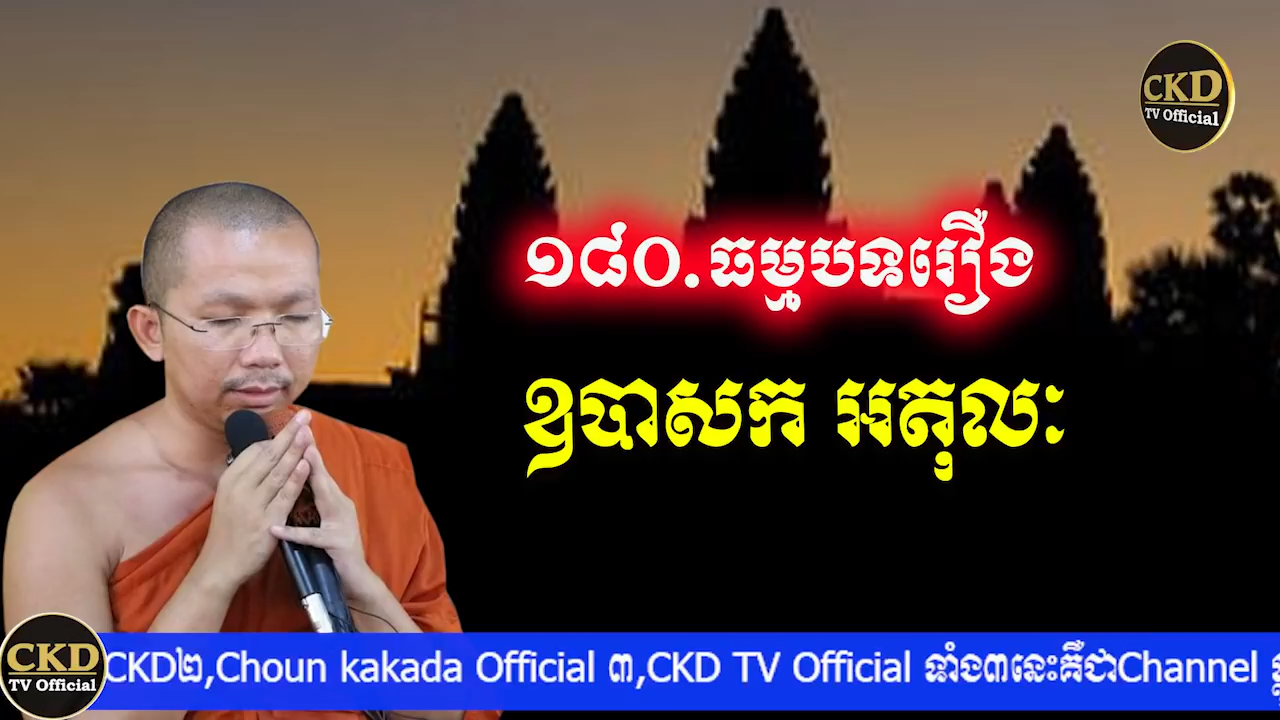 CKD
TV Official
១៨០.ធម្មបទរឿង
ឧបាសក អតុលៈ
CKD
TV Official
CKD២,Choun kakada Official ៣,CKD TV Official ទាំង៣នេះគឺជាChannel